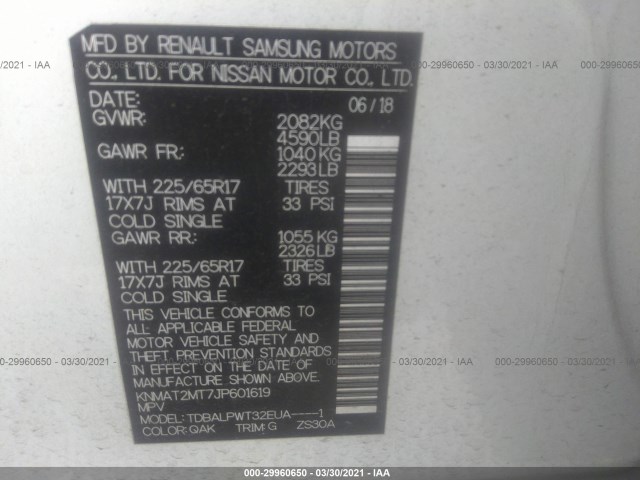 MFD BY RENAULT SAMSUNG MOTORS
CO., LTD. FOR NISSAN MOTOR CO., LTD.
DATE: 06/18
GVWR: 2082KG
4590LB
GAWR FR: 1040KG
2293LB
WITH 225/65R17 TIRES
17X7J RIMS AT 33 PSI
COLD SINGLE
GAWR RR: 1055KG
2326LB
WITH 225/65R17 TIRES
17X7J RIMS AT 33 PSI
COLD SINGLE
THIS VEHICLE CONFORMS TO
ALL APPLICABLE FEDERAL
MOTOR VEHICLE SAFETY AND
THEFT PREVENTION STANDARDS
IN EFFECT ON THE DATE OF
MANUFACTURE SHOWN ABOVE.
KNMAT2MT7JP601619
MPV
MODEL: TDBALPWT32EUA----1
COLOR: QAK TRIM: G ZS30A
000-29960650 - 03/30/2021 - IAA